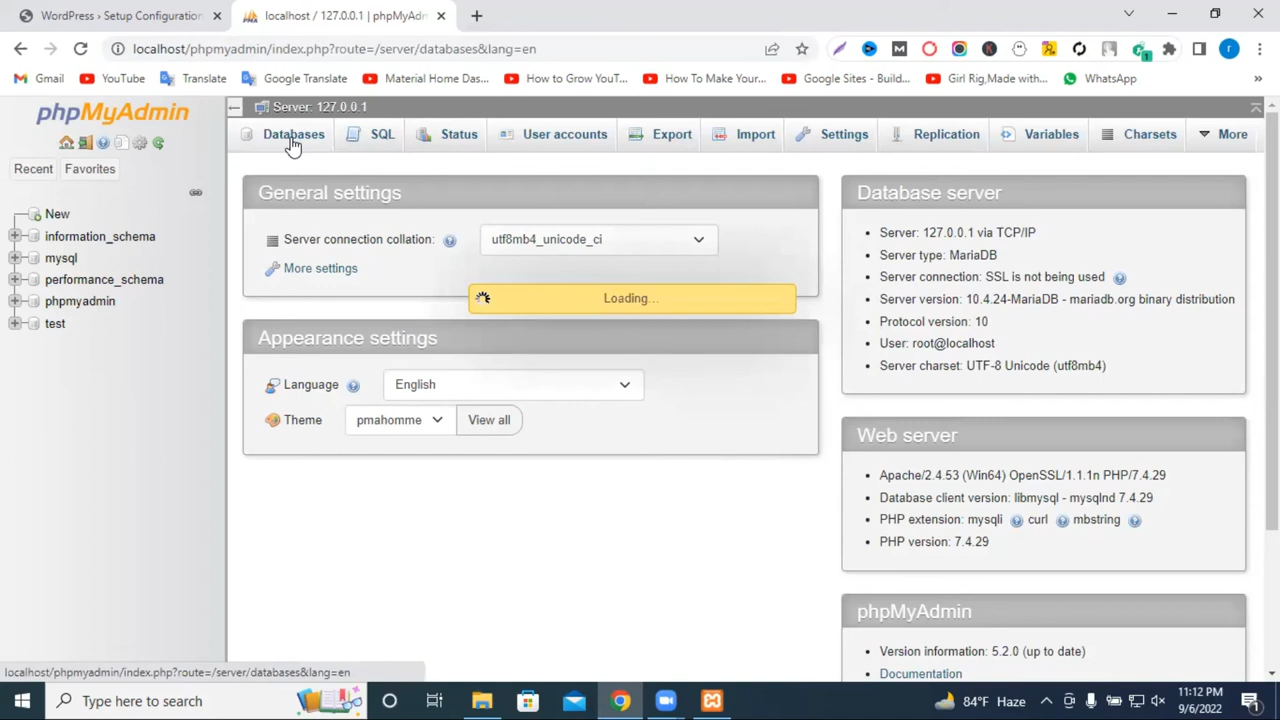 WordPress › Setup Configuration
localhost / 127.0.0.1 | phpMyAdm
localhost/phpmyadmin/index.php?route=/server/databases&lang=en
r
Gmail
YouTube
Translate
Google Translate
Material Home Das...
How to Grow YouT...
How To Make Your...
Google Sites - Build...
Girl Rig,Made with...
WhatsApp
»
phpMyAdmin
Recent
Favorites
New
information_schema
mysql
performance_schema
phpmyadmin
test
Server: 127.0.0.1
Databases
SQL
Status
User accounts
Export
Import
Settings
Replication
Variables
Charsets
More
General settings
Server connection collation:
utf8mb4_unicode_ci
More settings
Loading...
Appearance settings
Language
English
Theme
pmahomme
View all
Database server
Server: 127.0.0.1 via TCP/IP
Server type: MariaDB
Server connection: SSL is not being used
Server version: 10.4.24-MariaDB - mariadb.org binary distribution
Protocol version: 10
User: root@localhost
Server charset: UTF-8 Unicode (utf8mb4)
Web server
Apache/2.4.53 (Win64) OpenSSL/1.1.1n PHP/7.4.29
Database client version: libmysql - mysqlnd 7.4.29
PHP extension: mysqli curl mbstring
PHP version: 7.4.29
phpMyAdmin
Version information: 5.2.0 (up to date)
Documentation
localhost/phpmyadmin/index.php?route=/server/databases&lang=en
Type here to search
84°F Haze
11:12 PM
9/6/2022
1